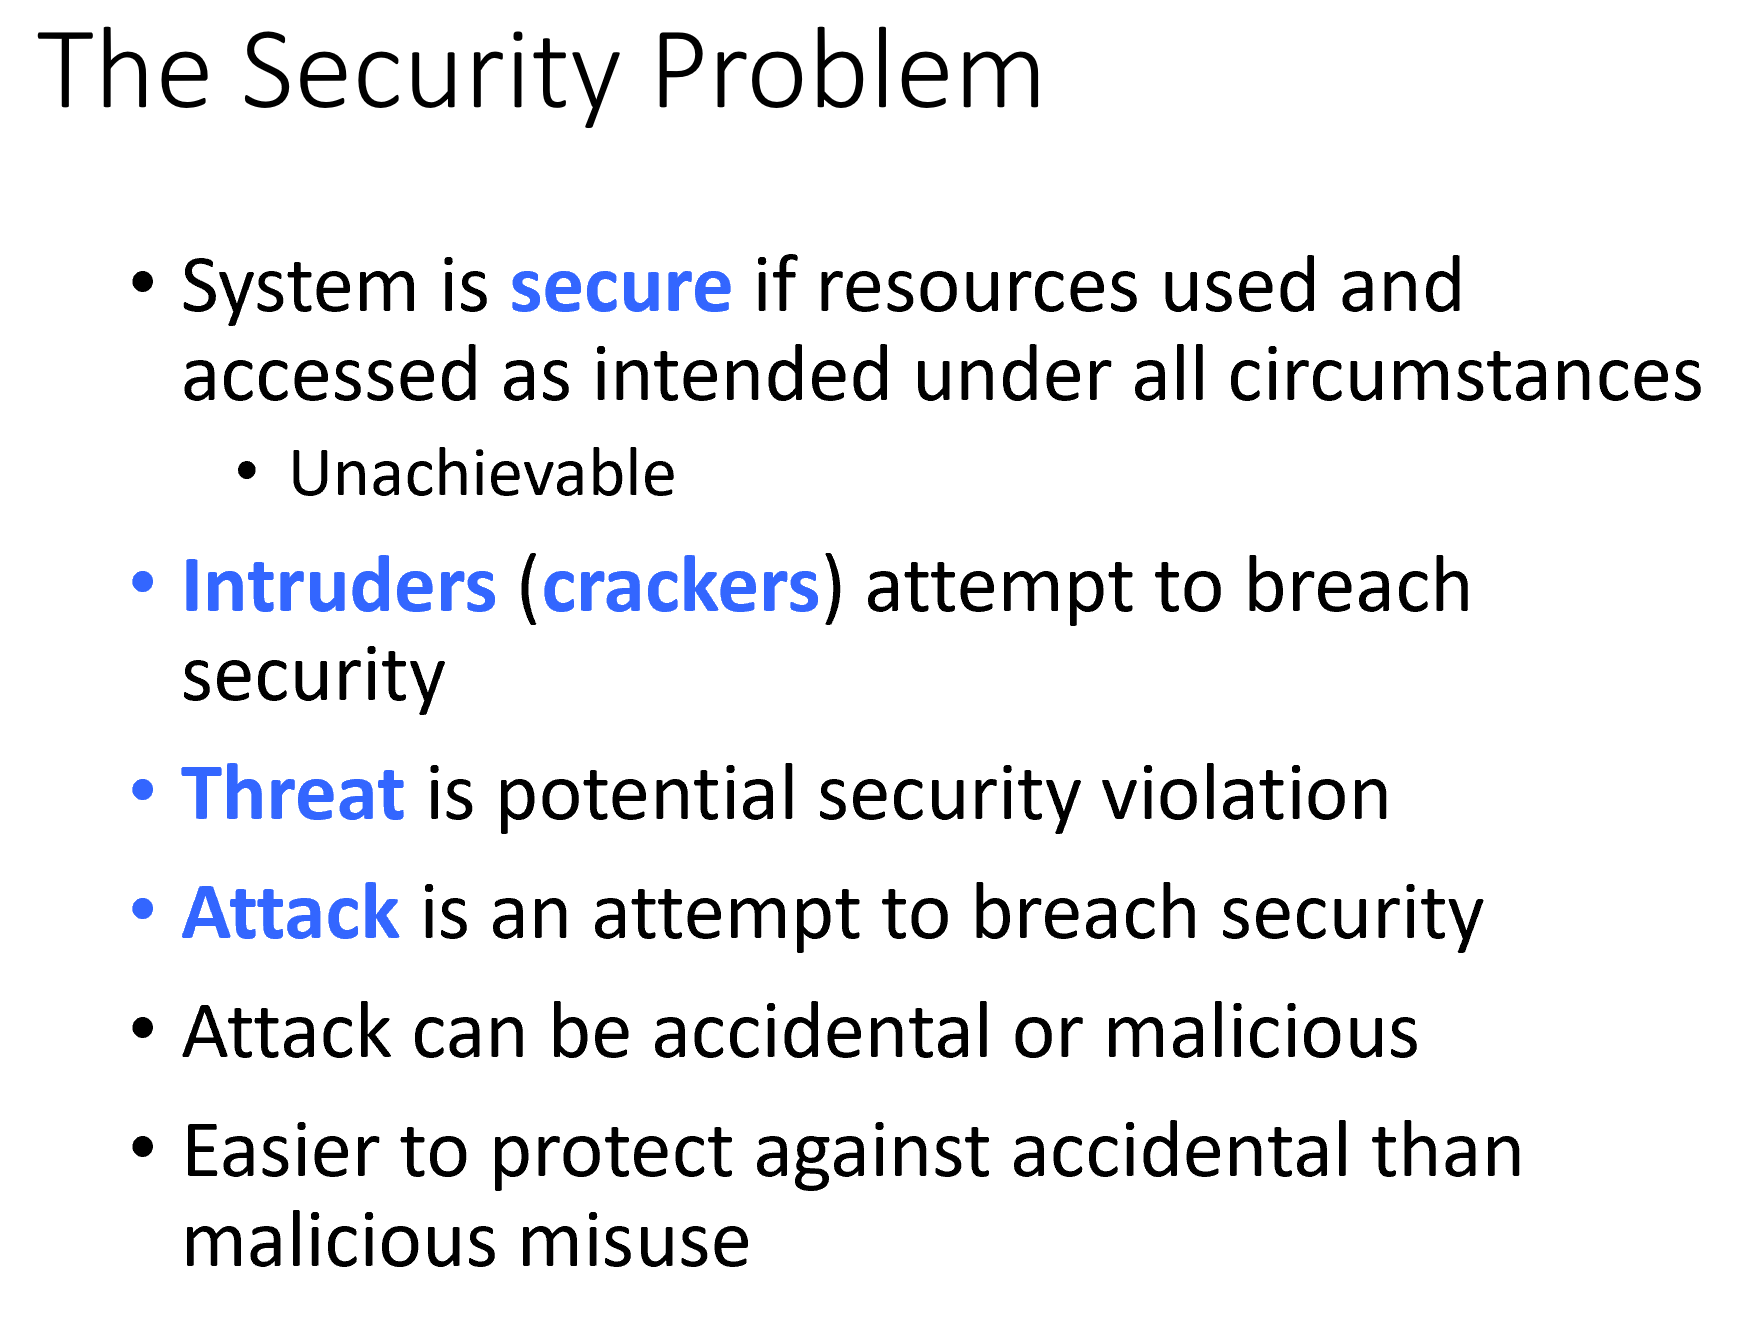 The Security Problem
• System is secure if resources used and
accessed as intended under all circumstances
• Unachievable
• Intruders (crackers) attempt to breach
security
• Threat is potential security violation
• Attack is an attempt to breach security
• Attack can be accidental or malicious
• Easier to protect against accidental than
malicious misuse